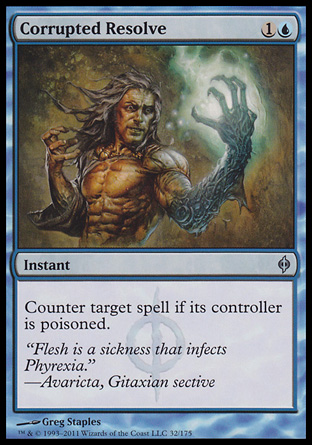 Corrupted Resolve 1
Instant
Counter target spell if its controller
is poisoned.
“Flesh is a sickness that infects
Phyrexia.”
—Avaricta, Gitaxian sective
Greg Staples
™ & © 1993–2011 Wizards of the Coast LLC 32/175